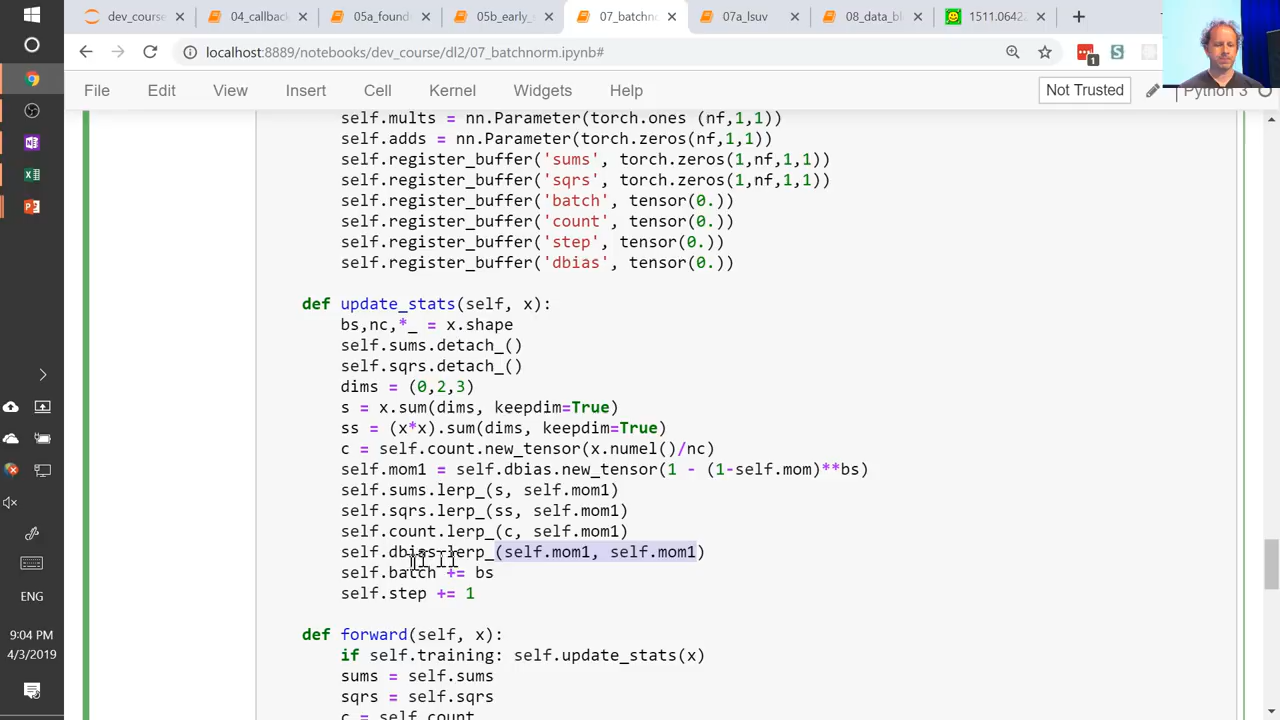 dev_course
04_callback
05a_found
05b_early_s
07_batchno
07a_lsuv
08_data_bl
1511.0642
localhost:8889/notebooks/dev_course/dl2/07_batchnorm.ipynb#
1
S
File Edit View Insert Cell Kernel Widgets Help
Not Trusted
Python 3
self.mults = nn.Parameter(torch.ones (nf,1,1))
self.adds = nn.Parameter(torch.zeros(nf,1,1))
self.register_buffer('sums', torch.zeros(1,nf,1,1))
self.register_buffer('sqrs', torch.zeros(1,nf,1,1))
self.register_buffer('batch', tensor(0.))
self.register_buffer('count', tensor(0.))
self.register_buffer('step', tensor(0.))
self.register_buffer('dbias', tensor(0.))
def update_stats(self, x):
bs,nc,*_ = x.shape
self.sums.detach_()
self.sqrs.detach_()
dims = (0,2,3)
s = x.sum(dims, keepdim=True)
ss = (x*x).sum(dims, keepdim=True)
c = self.count.new_tensor(x.numel()/nc)
self.mom1 = self.dbias.new_tensor(1 - (1-self.mom)**bs)
self.sums.lerp_(s, self.mom1)
self.sqrs.lerp_(ss, self.mom1)
self.count.lerp_(c, self.mom1)
self.dbias.lerp_(self.mom1, self.mom1)
self.batch += bs
self.step += 1
def forward(self, x):
if self.training: self.update_stats(x)
sums = self.sums
sqrs = self.sqrs
c = self.count
ENG
9:04 PM
4/3/2019